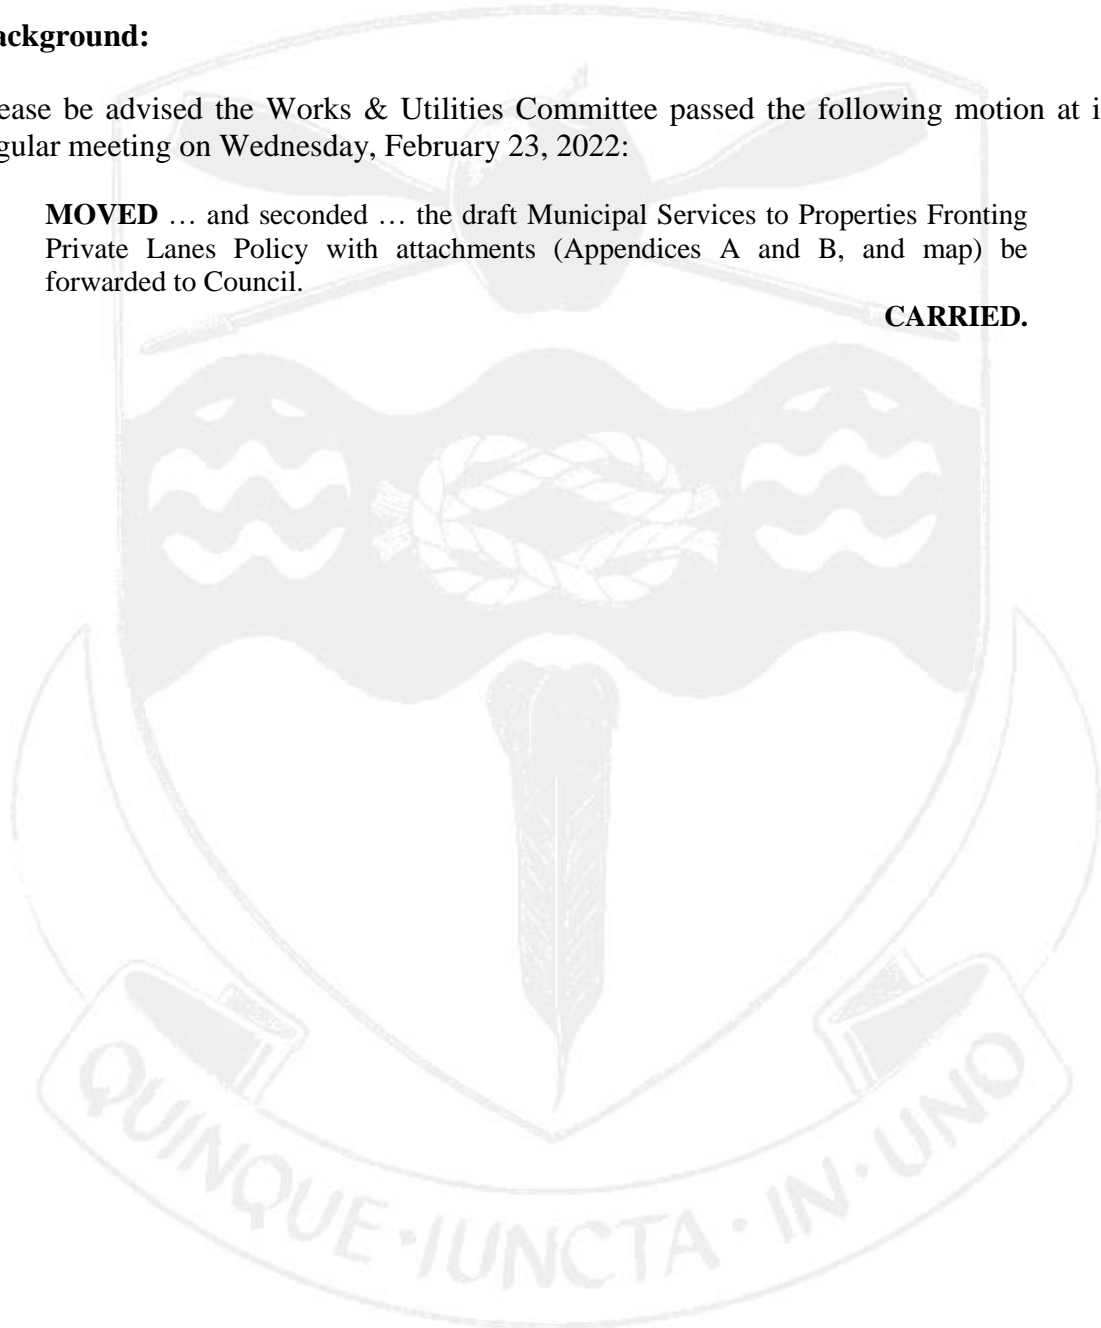 ackground:
ease be advised the Works & Utilities Committee passed the following motion at i
gular meeting on Wednesday, February 23, 2022:
MOVED … and seconded … the draft Municipal Services to Properties Fronting
Private Lanes Policy with attachments (Appendices A and B, and map) be
forwarded to Council.
CARRIED.
QUINQUE·IUNCTA·IN·UNO